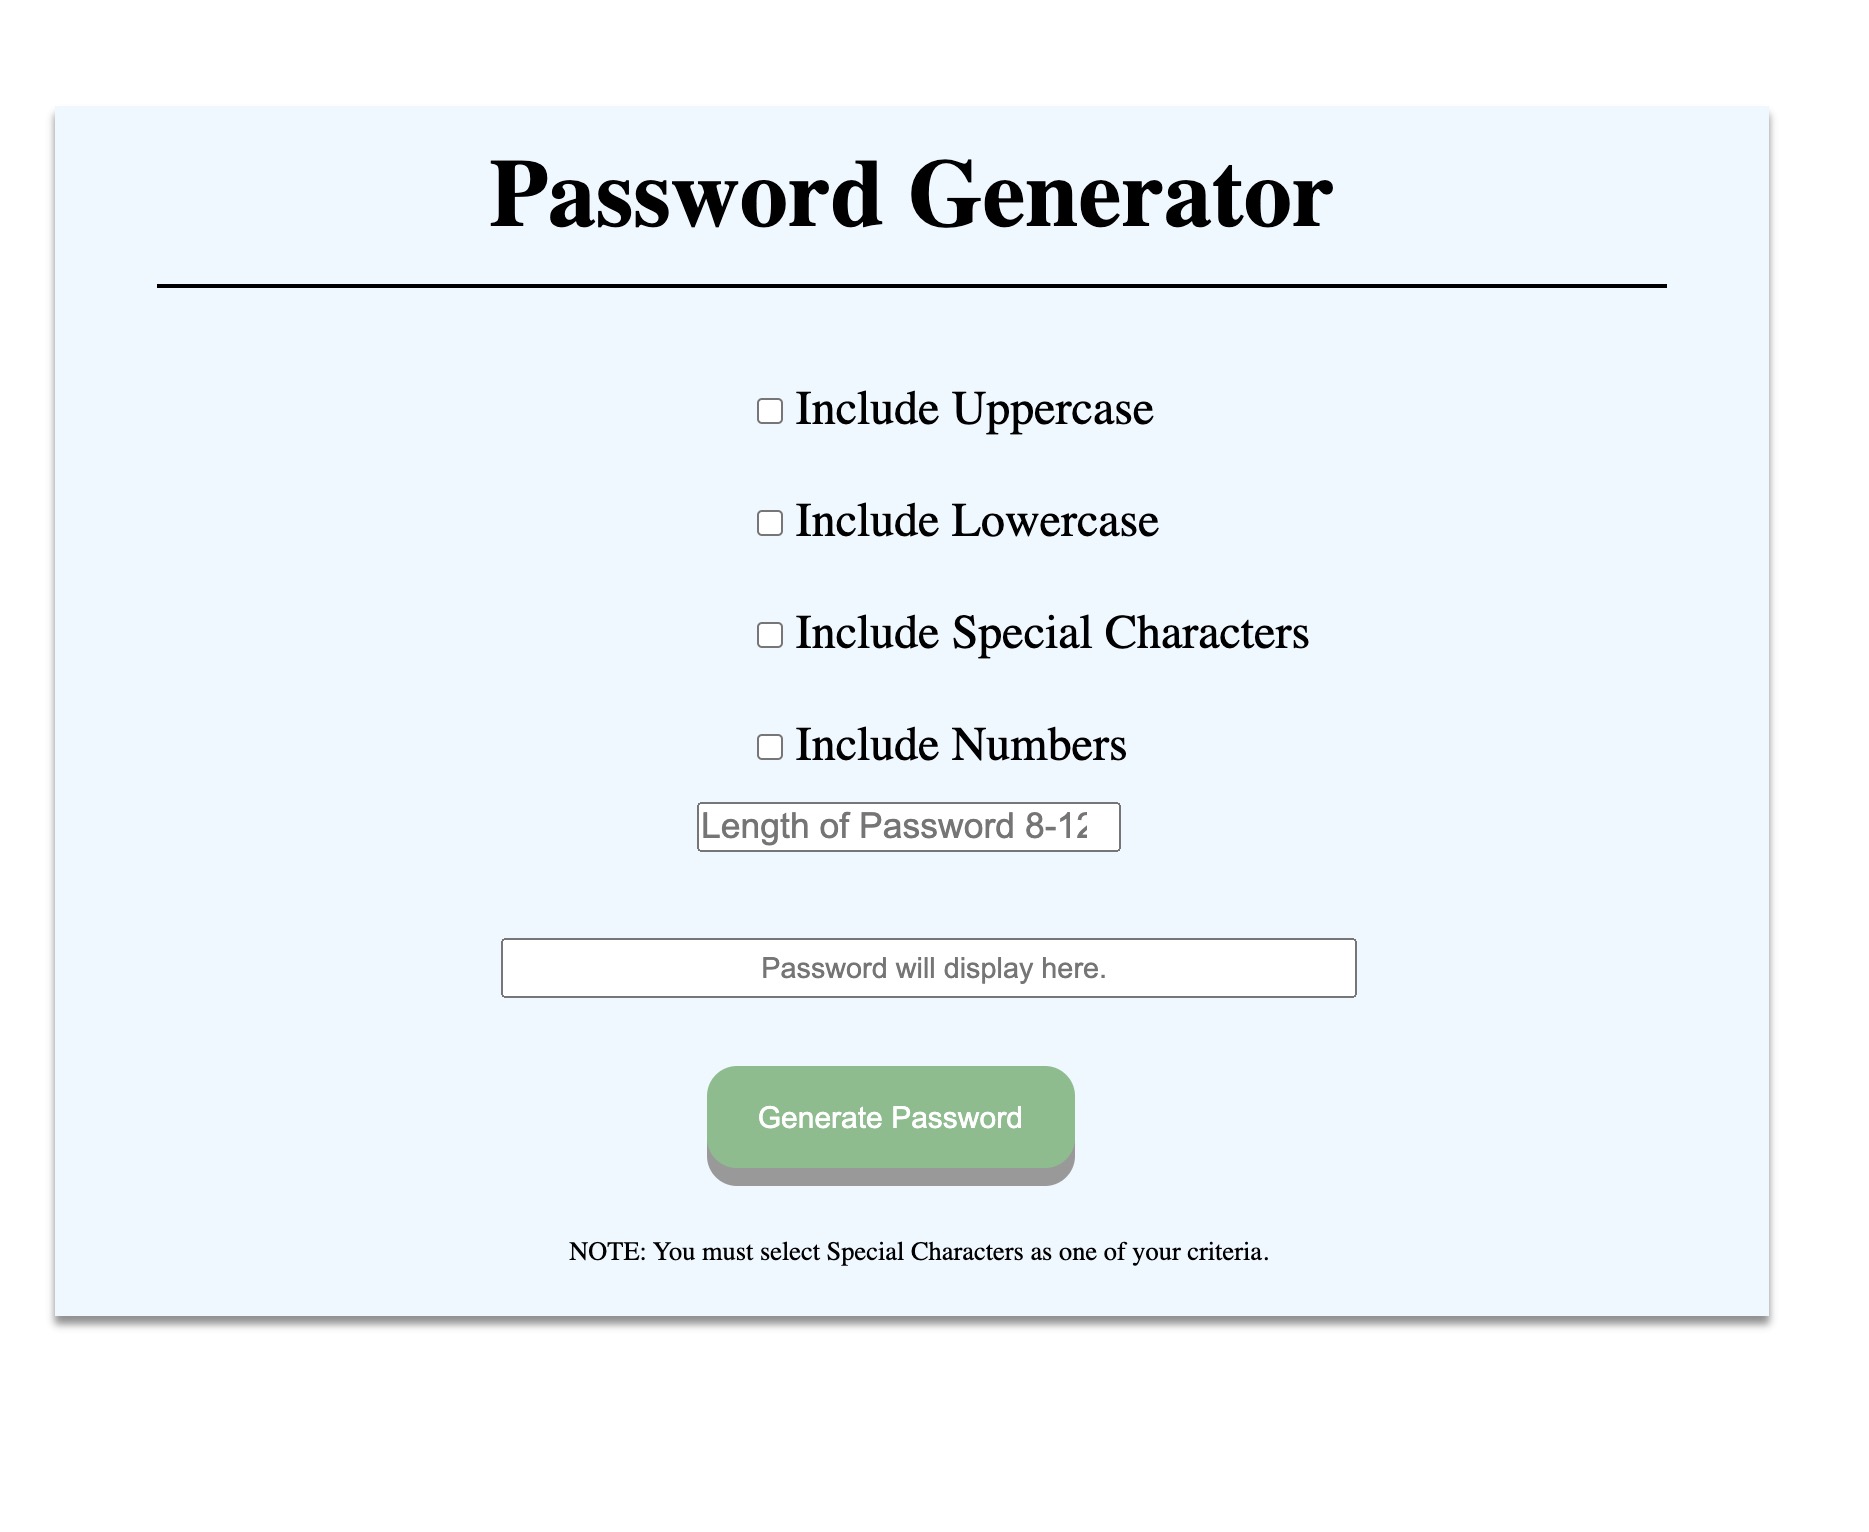 Password Generator
Include Uppercase
Include Lowercase
Include Special Characters
Include Numbers
Length of Password 8-12
Password will display here.
Generate Password
NOTE: You must select Special Characters as one of your criteria.